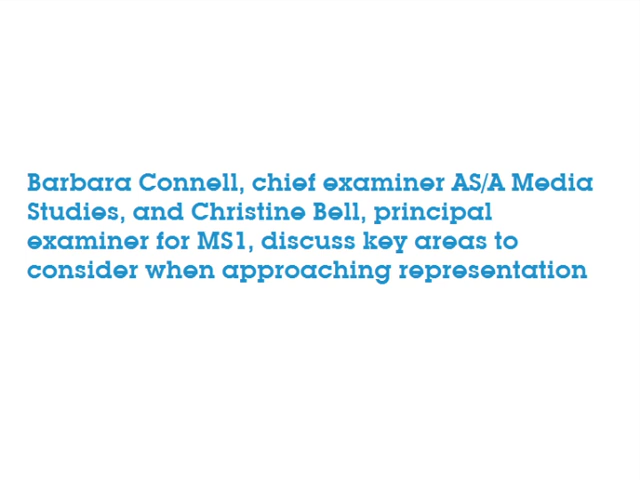 Barbara Connell, chief examiner AS/A Media
Studies, and Christine Bell, principal
examiner for MS1, discuss key areas to
consider when approaching representation